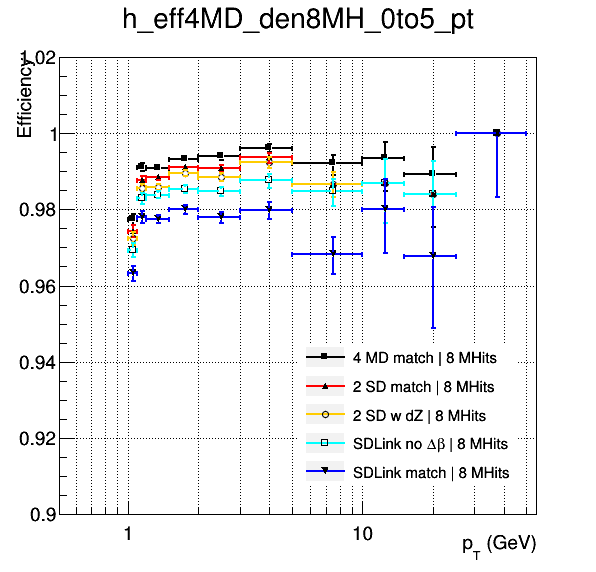 h_eff4MD_den8MH_0to5_pt
Efficiency
1.02
1
0.98
0.96
0.94
0.92
0.9
4 MD match | 8 MHits
2 SD match | 8 MHits
2 SD w dZ | 8 MHits
SDLink no Δβ | 8 MHits
SDLink match | 8 MHits
1
10
p_T (GeV)